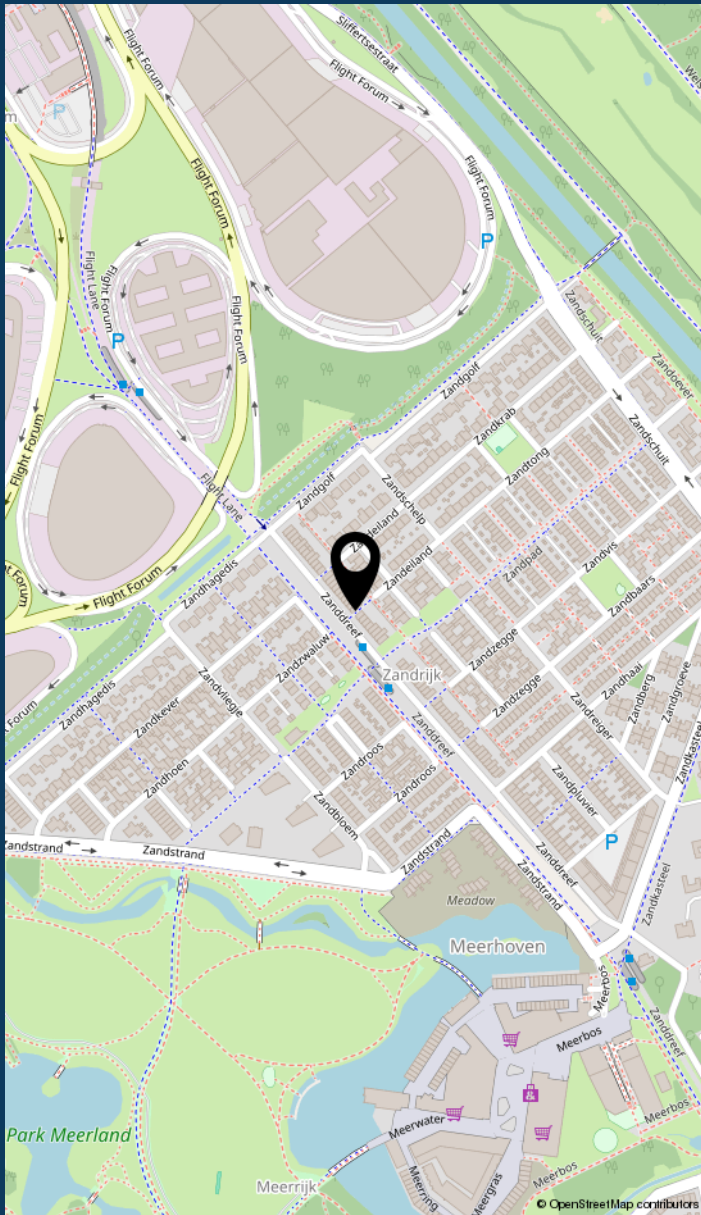 Sliffertsestraat
Flight Forum
Flight Forum
m
P
Flight Forum
Flight Forum
P
Flight Forum
Flight Lane
Flight Forum
P
Zandschuit
Zandoever
Zandgolf
Zandkrab
Zandtong
Zandschuit
Flight Forum
Flight Lane
Zandgolf
Zandschelp
Zandeiland
Zandeiland
Zandpad
Zandvis
Zandbaars
Flight Forum
Forum
Zandhagedis
Zanddreef
Zandzwaluw
Zandrijk
Zandzegge
Zandzegge
Zandhaai
Zandberg
Zandgroeve
Zandreiger
Zandkasteel
Zandvliegje
Zandhagedis
Zandkever
Forum
Zanddreef
Zandhoen
Zandroos
Zandroos
Zandpluvier
Zandbloem
P
Zandstrand
Zandstrand
Zandstrand
Zandstrand
Zanddreef
Zandkasteel
Meadow
Meerhoven
Meerbos
Zanddreef
Meerbos
Meerbos
Meerwater
Park Meerland
Meerrijk
Meerring
Meergras
Meerbos
© OpenStreetMap contributors